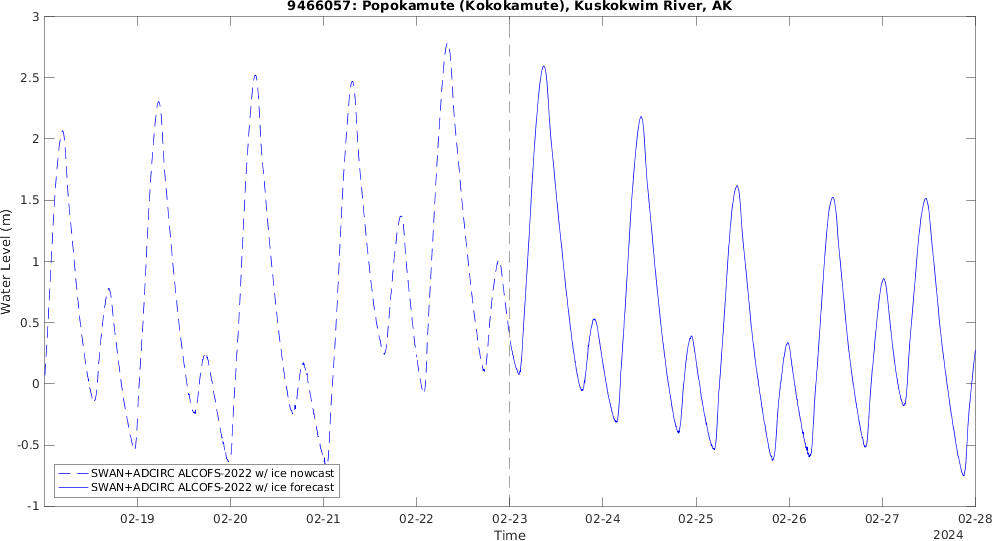 9466057: Popokamute (Kokokamute), Kuskokwim River, AK
3
2.5
2
1.5
1
0.5
0
-0.5
-1
Water Level (m)
SWAN+ADCIRC ALCOFS-2022 w/ ice nowcast
SWAN+ADCIRC ALCOFS-2022 w/ ice forecast
02-19 02-20 02-21 02-22 02-23 02-24 02-25 02-26 02-27 02-28
Time
2024